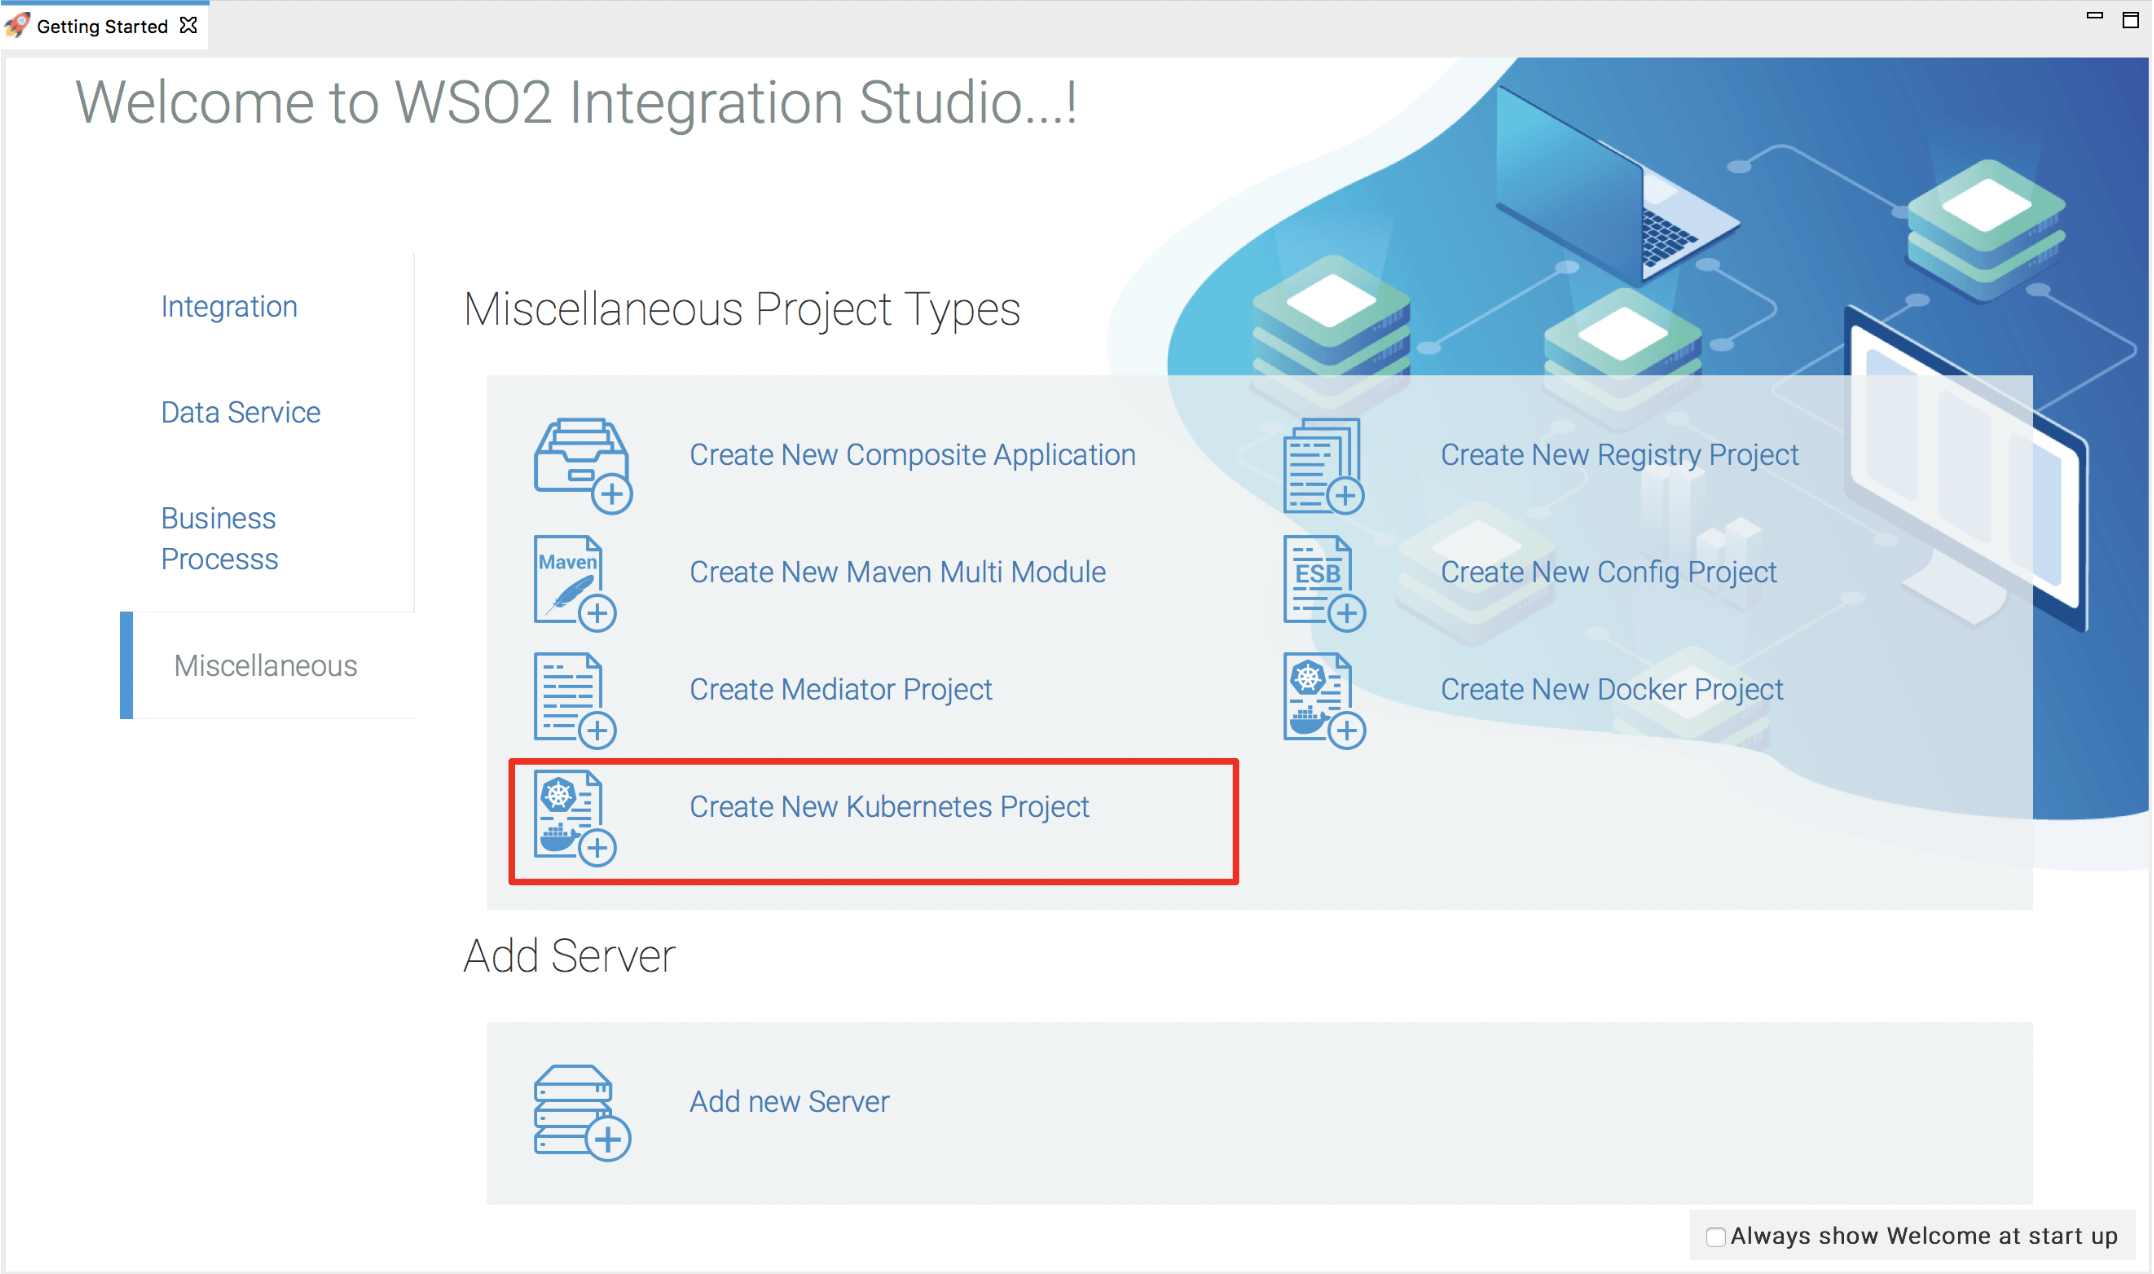 Getting Started
Welcome to WSO2 Integration Studio...!
Integration
Data Service
Business
Processs
Miscellaneous
Miscellaneous Project Types
Create New Composite Application
Create New Registry Project
Maven
Create New Maven Multi Module
ESB
Create New Config Project
Create Mediator Project
Create New Docker Project
Create New Kubernetes Project
Add Server
Add new Server
Always show Welcome at start up